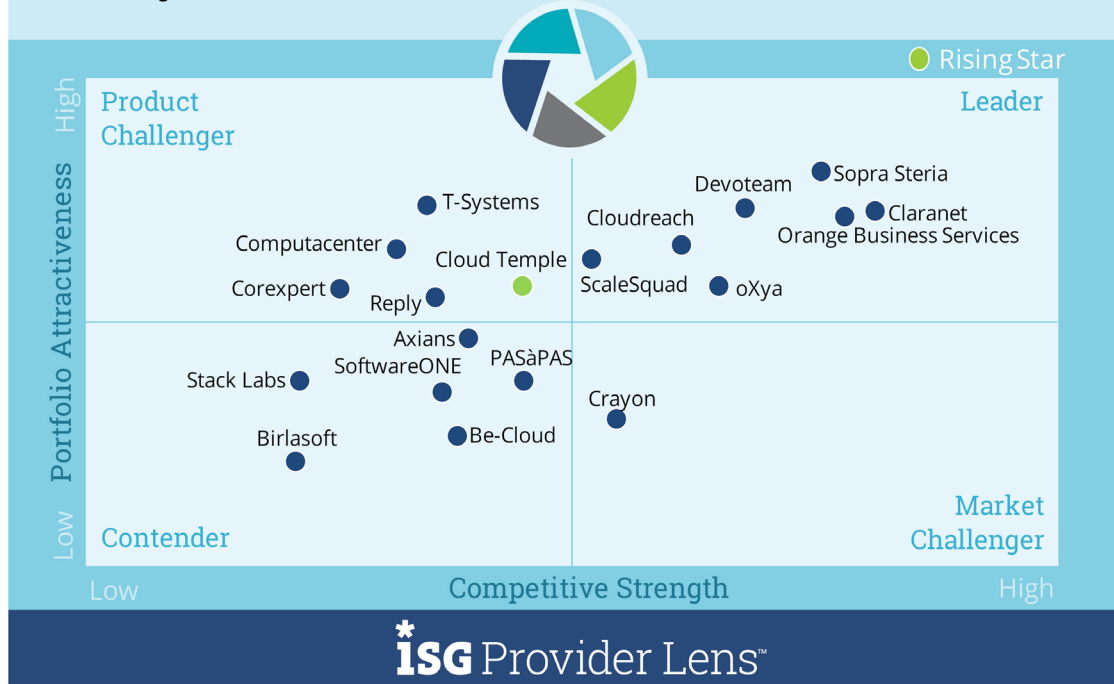 Rising Star
High
Product
Challenger
Leader
Sopra Steria
Devoteam
T-Systems
Claranet
Cloudreach
Orange Business Services
Computacenter
Cloud Temple
ScaleSquad
Corexpert
oXya
Reply
Portfolio Attractiveness
Axians
PASàPAS
SoftwareONE
Stack Labs
Crayon
Be-Cloud
Birlasoft
Low
Contender
Market
Challenger
Low
Competitive Strength
High
ISG Provider Lens™